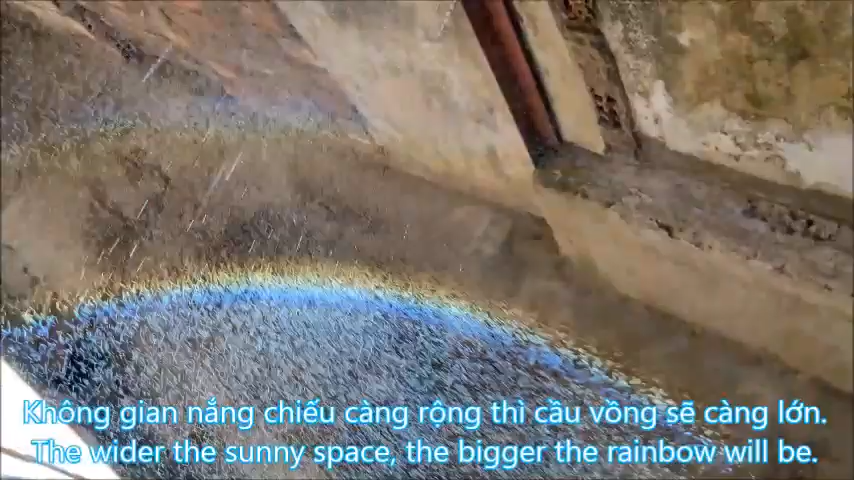 Không gian nắng chiếu càng rộng thì cầu vồng sẽ càng lớn.
The wider the sunny space, the bigger the rainbow will be.